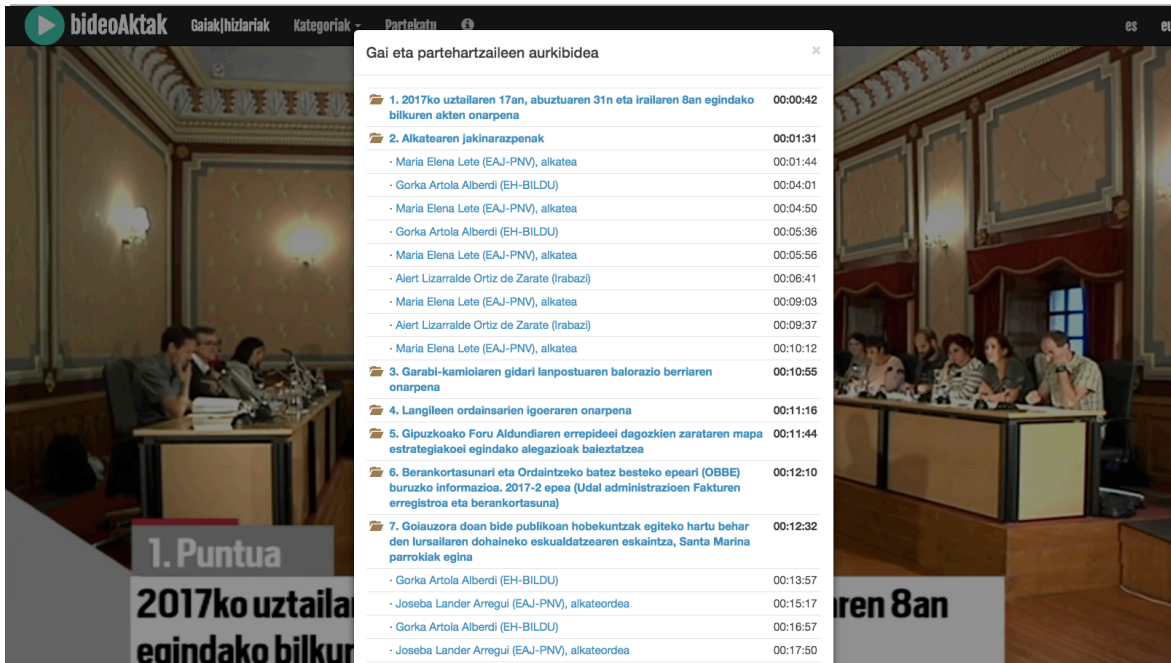 bideoAktak Gaiak|hizlariak Kategoriak Partekatu es
Gai eta partehartzaileen aurkibidea ×
1. 2017ko uztailaren 17an, abuztuaren 31n eta irailaren 8an egindako 00:00:42
bilkuren akten onarpena
2. Alkatearen jakinarazpenak 00:01:31
· Maria Elena Lete (EAJ-PNV), alkatea 00:01:44
· Gorka Artola Alberdi (EH-BILDU) 00:04:01
· Maria Elena Lete (EAJ-PNV), alkatea 00:04:50
· Gorka Artola Alberdi (EH-BILDU) 00:05:36
· Maria Elena Lete (EAJ-PNV), alkatea 00:05:56
· Aiert Lizarralde Ortiz de Zarate (Irabazi) 00:06:41
· Maria Elena Lete (EAJ-PNV), alkatea 00:09:03
· Aiert Lizarralde Ortiz de Zarate (Irabazi) 00:09:37
· Maria Elena Lete (EAJ-PNV), alkatea 00:10:12
3. Garabi-kamioiaren gidari lanpostuaren balorazio berriaren 00:10:55
onarpena
4. Langileen ordainsarien igoeraren onarpena 00:11:16
5. Gipuzkoako Foru Aldundiaren errepideei dagozkien zarataren mapa 00:11:44
estrategiakoei egindako alegazioak baieztatzea
6. Berankortasunari eta Ordaintzeko batez besteko epeari (OBBE) 00:12:10
buruzko informazioa. 2017-2 epea (Udal administrazioen Fakturen
erregistroa eta berankortasuna)
7. Goiauzora doan bide publikoan hobekuntzak egiteko hartu behar 00:12:32
den lursailaren dohaineko eskualdatzearen eskaintza, Santa Marina
parrokiak egina
· Gorka Artola Alberdi (EH-BILDU) 00:13:57
· Joseba Lander Arregui (EAJ-PNV), alkateordea 00:15:17
· Gorka Artola Alberdi (EH-BILDU) 00:16:57
· Joseba Lander Arregui (EAJ-PNV), alkateordea 00:17:50
1. Puntua
2017ko uztaila ren 8an
egindako bilkur